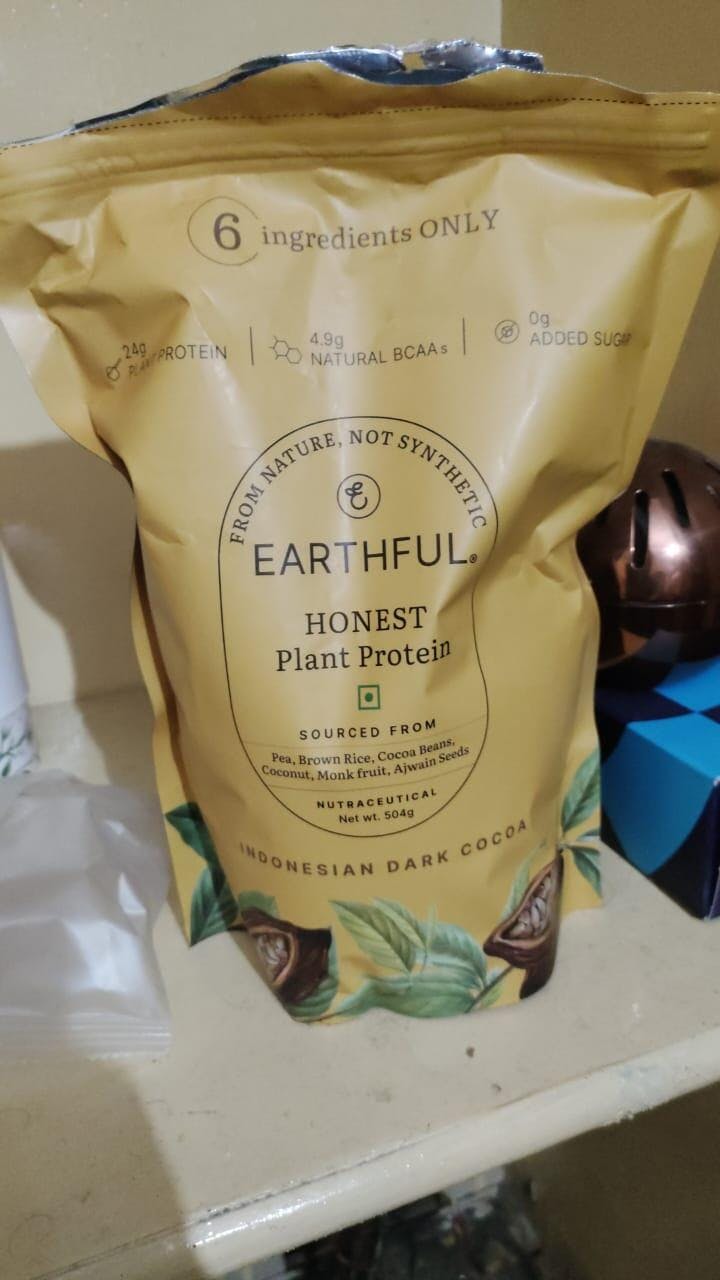 6 ingredients ONLY
24g
PLANT PROTEIN
4.9g
NATURAL BCAAs
0g
ADDED SUGAR
FROM NATURE, NOT SYNTHETIC
EARTHFUL®
HONEST
Plant Protein
SOURCED FROM
Pea, Brown Rice, Cocoa Beans,
Coconut, Monk fruit, Ajwain Seeds
NUTRACEUTICAL
Net wt. 504g
INDONESIAN DARK COCOA